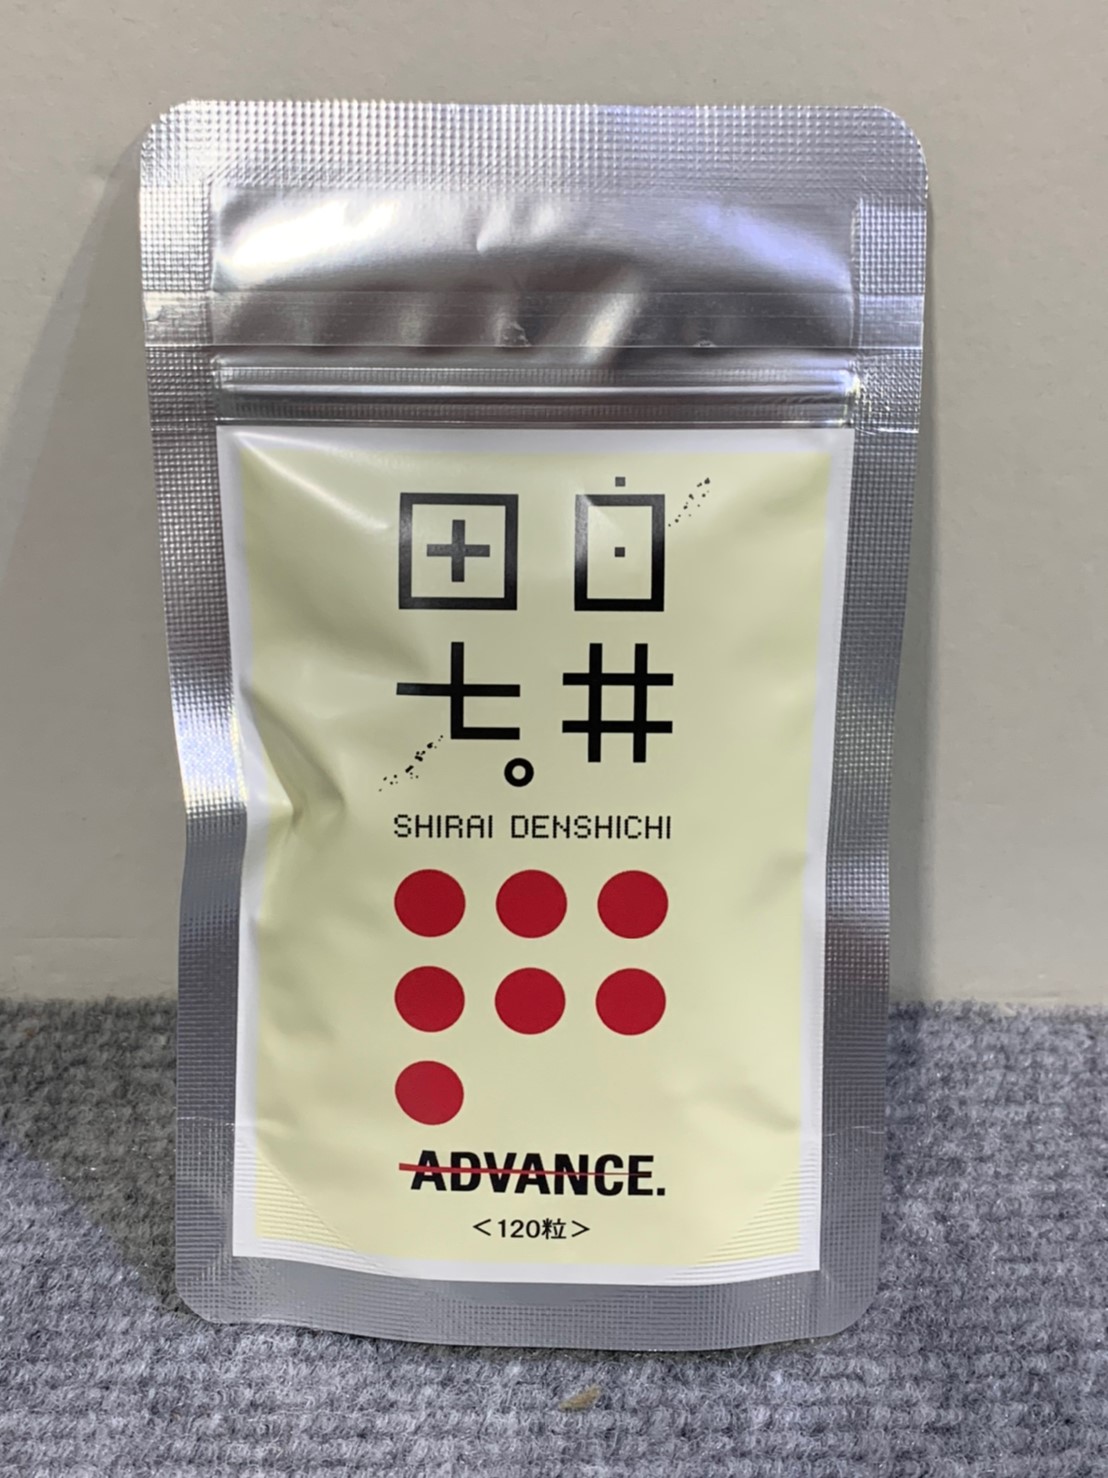 白井
田七。
SHIRAI DENSHICHI
ADVANCE.
＜120粒＞